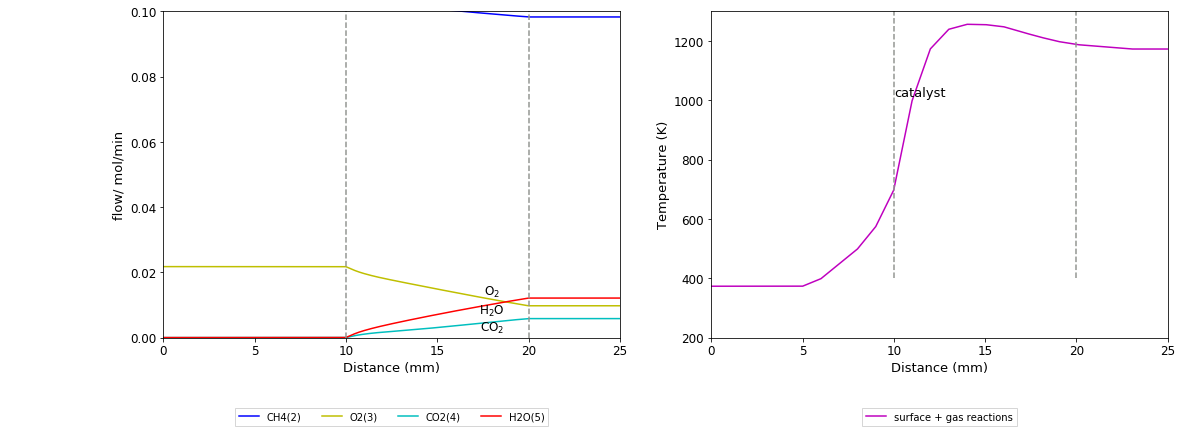 0.10
0.08
0.06
0.04
0.02
0.00
flow/ mol/min
O2
H2O
CO2
0 5 10 15 20 25
Distance (mm)
CH4(2) O2(3) CO2(4) H2O(5)
1200
1000
800
600
400
200
Temperature (K)
catalyst
0 5 10 15 20 25
Distance (mm)
surface + gas reactions